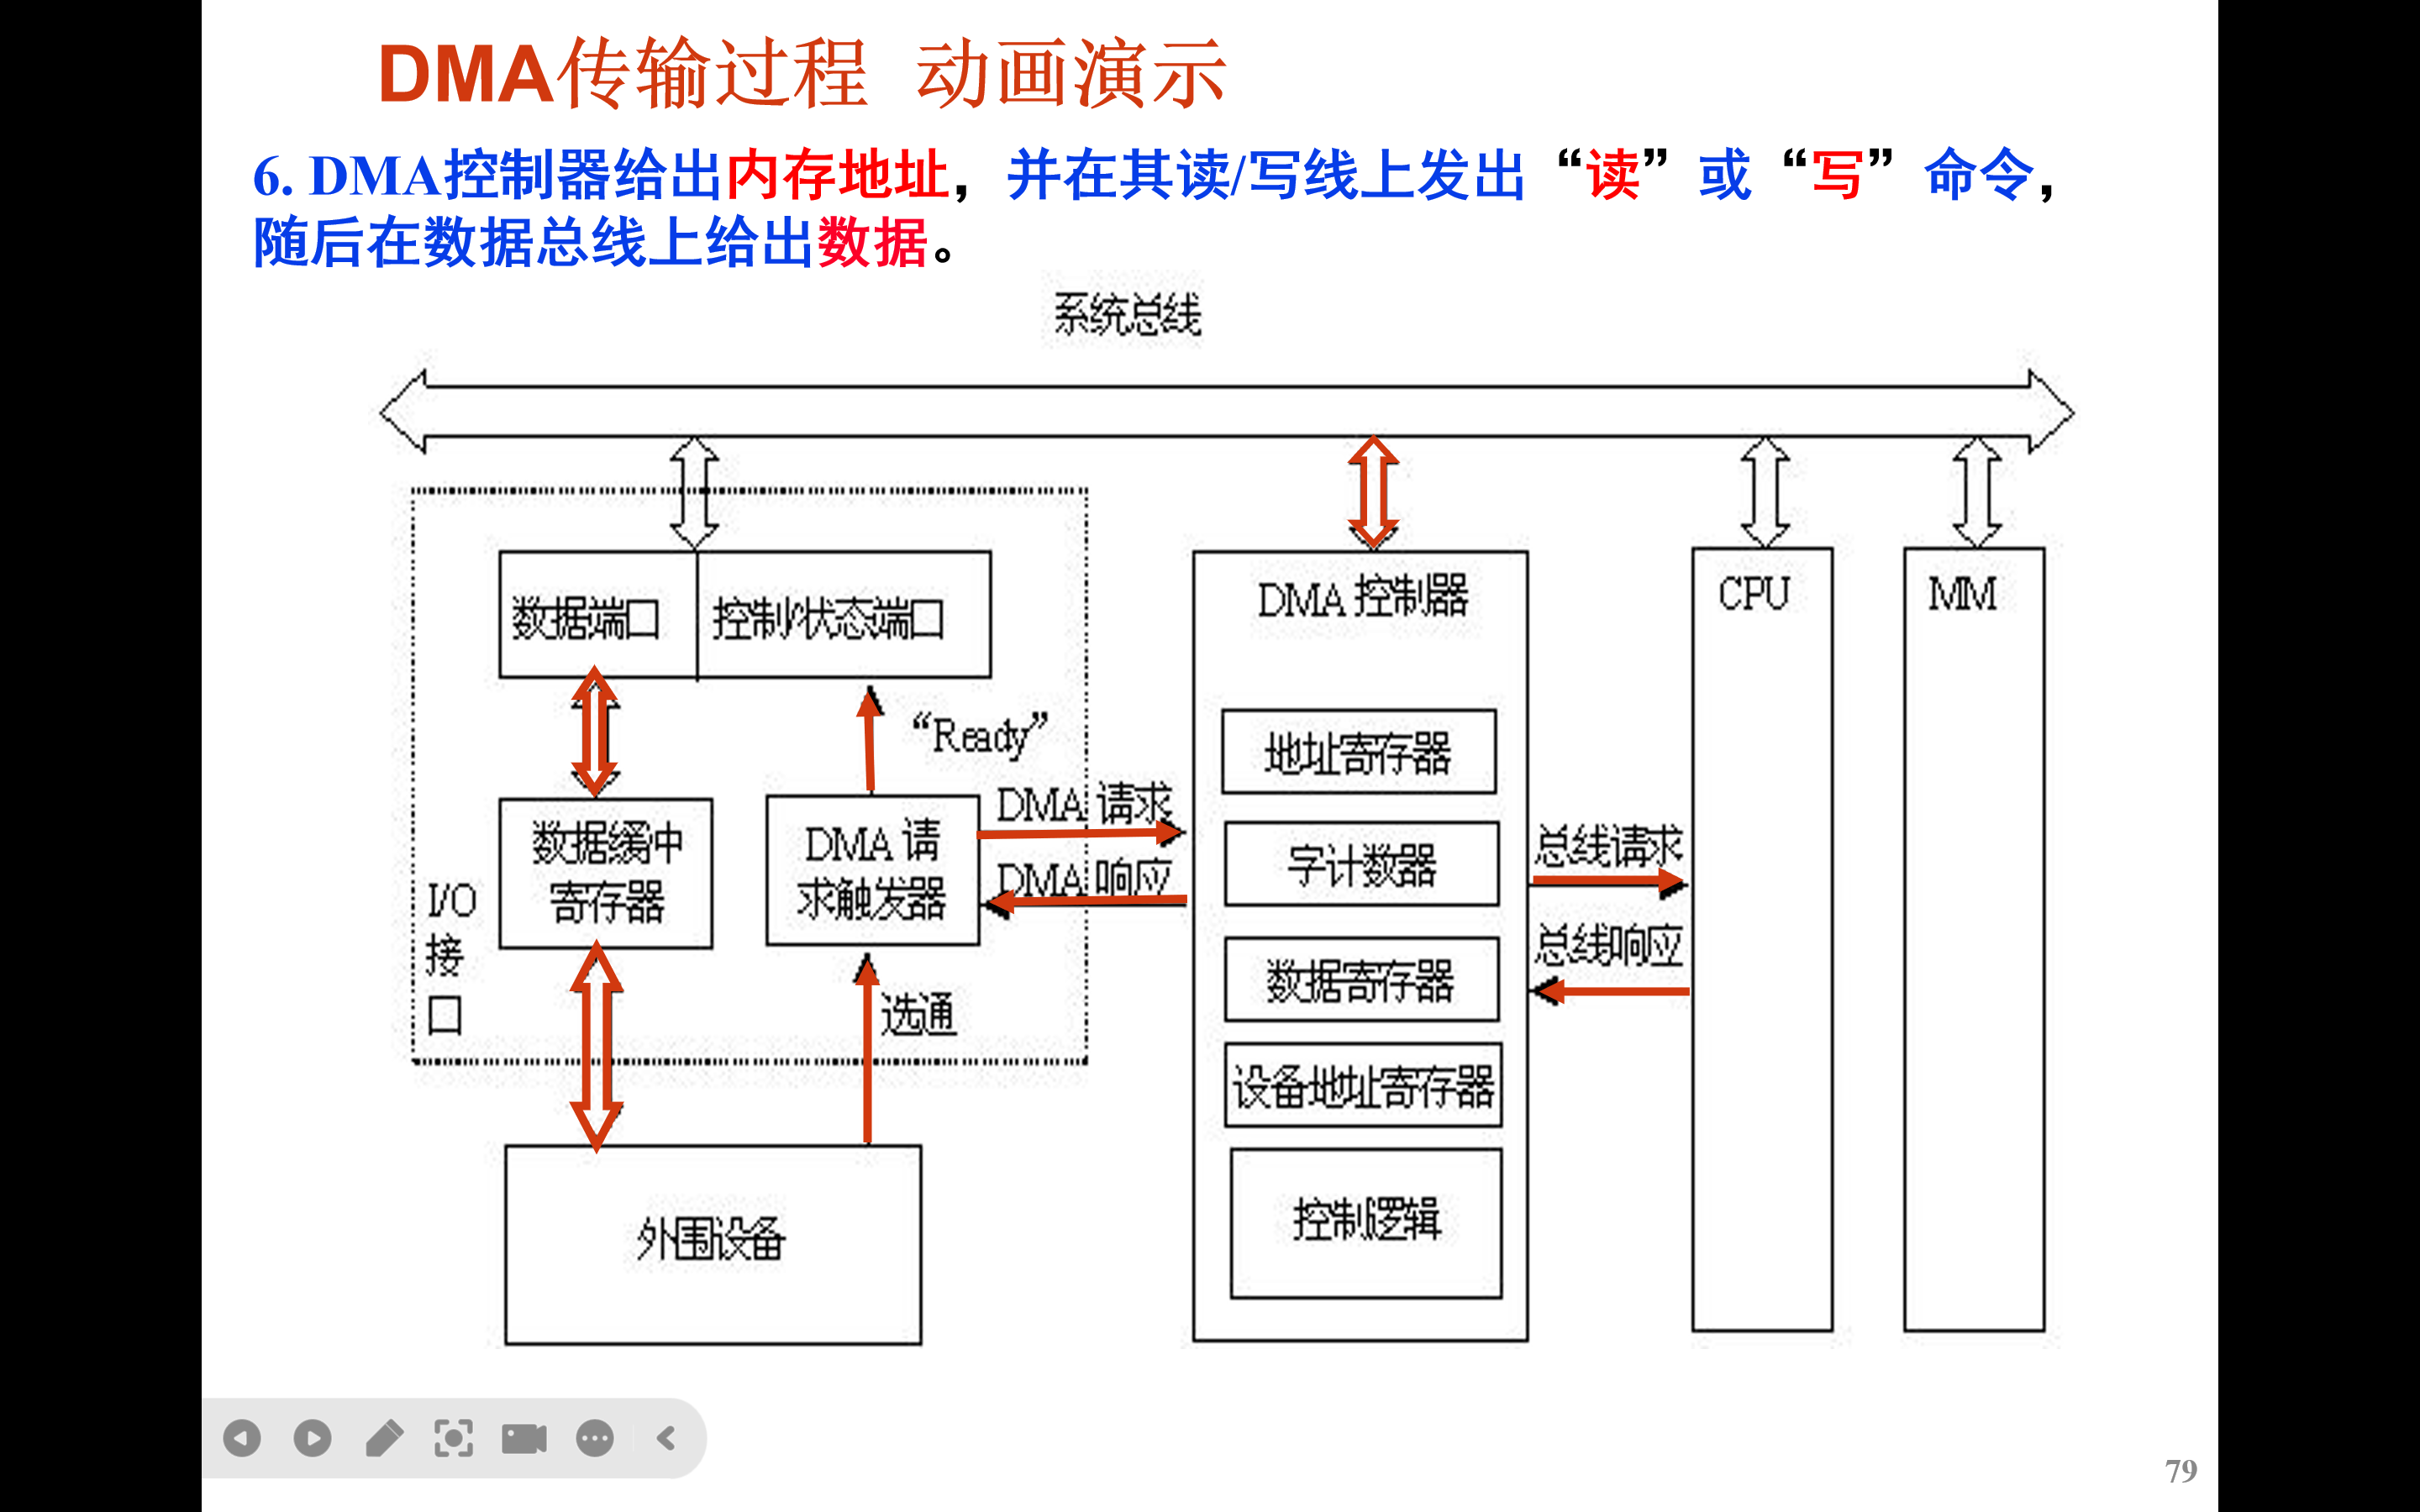 DMA传输过程 动画演示
6. DMA控制器给出内存地址，并在其读/写线上发出“读”或“写”命令，
随后在数据总线上给出数据。
系统总线
数据端口
控制/状态端口
“Ready”
数据缓冲
寄存器
DMA 请
求触发器
DMA 请求
DMA 响应
I/O
接
口
选通
外围设备
DMA 控制器
地址寄存器
字计数器
数据寄存器
设备地址寄存器
控制逻辑
总线请求
总线响应
CPU
MM
79